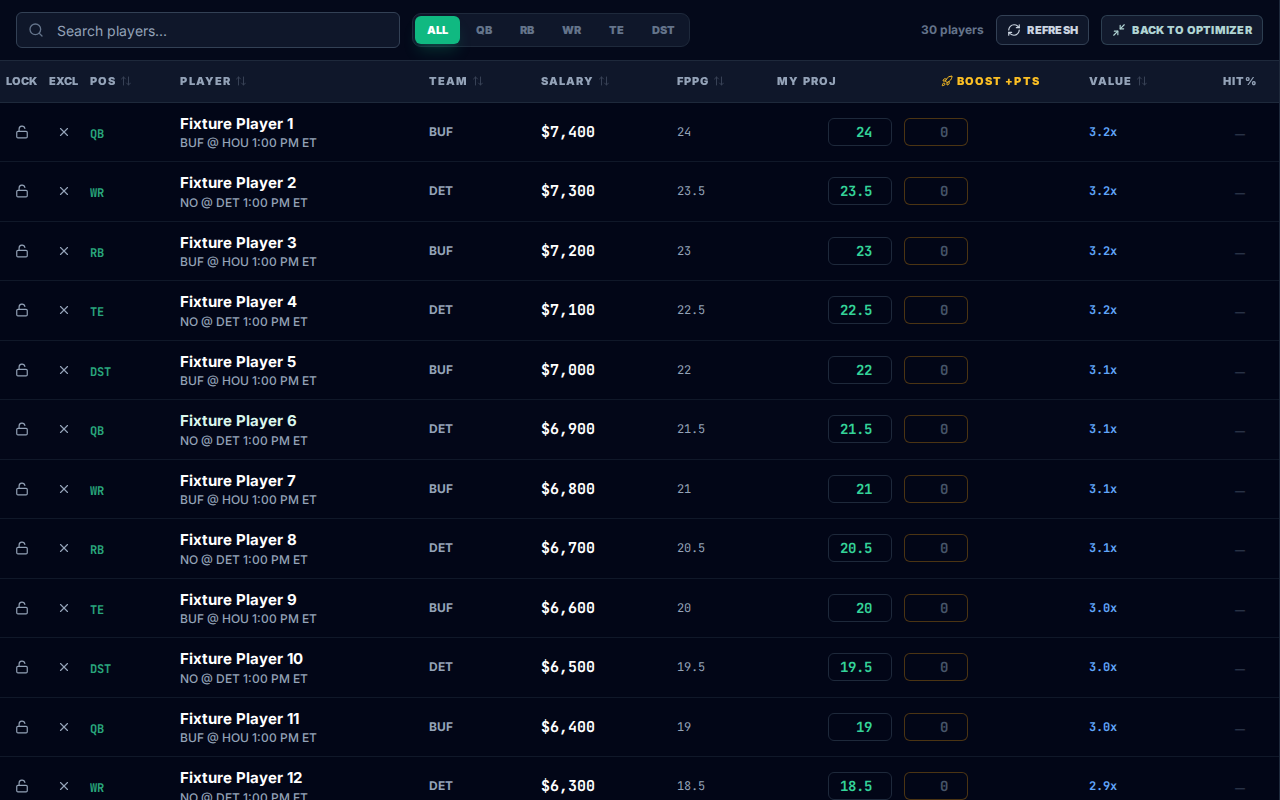 Search players...
ALL QB RB WR TE DST
30 players REFRESH BACK TO OPTIMIZER
LOCK EXCL POS PLAYER TEAM SALARY FPPG MY PROJ BOOST +PTS VALUE HIT%
QB Fixture Player 1 BUF $7,400 24 24 0 3.2x —
BUF @ HOU 1:00 PM ET
WR Fixture Player 2 DET $7,300 23.5 23.5 0 3.2x —
NO @ DET 1:00 PM ET
RB Fixture Player 3 BUF $7,200 23 23 0 3.2x —
BUF @ HOU 1:00 PM ET
TE Fixture Player 4 DET $7,100 22.5 22.5 0 3.2x —
NO @ DET 1:00 PM ET
DST Fixture Player 5 BUF $7,000 22 22 0 3.1x —
BUF @ HOU 1:00 PM ET
QB Fixture Player 6 DET $6,900 21.5 21.5 0 3.1x —
NO @ DET 1:00 PM ET
WR Fixture Player 7 BUF $6,800 21 21 0 3.1x —
BUF @ HOU 1:00 PM ET
RB Fixture Player 8 DET $6,700 20.5 20.5 0 3.1x —
NO @ DET 1:00 PM ET
TE Fixture Player 9 BUF $6,600 20 20 0 3.0x —
BUF @ HOU 1:00 PM ET
DST Fixture Player 10 DET $6,500 19.5 19.5 0 3.0x —
NO @ DET 1:00 PM ET
QB Fixture Player 11 BUF $6,400 19 19 0 3.0x —
BUF @ HOU 1:00 PM ET
WR Fixture Player 12 DET $6,300 18.5 18.5 0 2.9x —
NO @ DET 1:00 PM ET